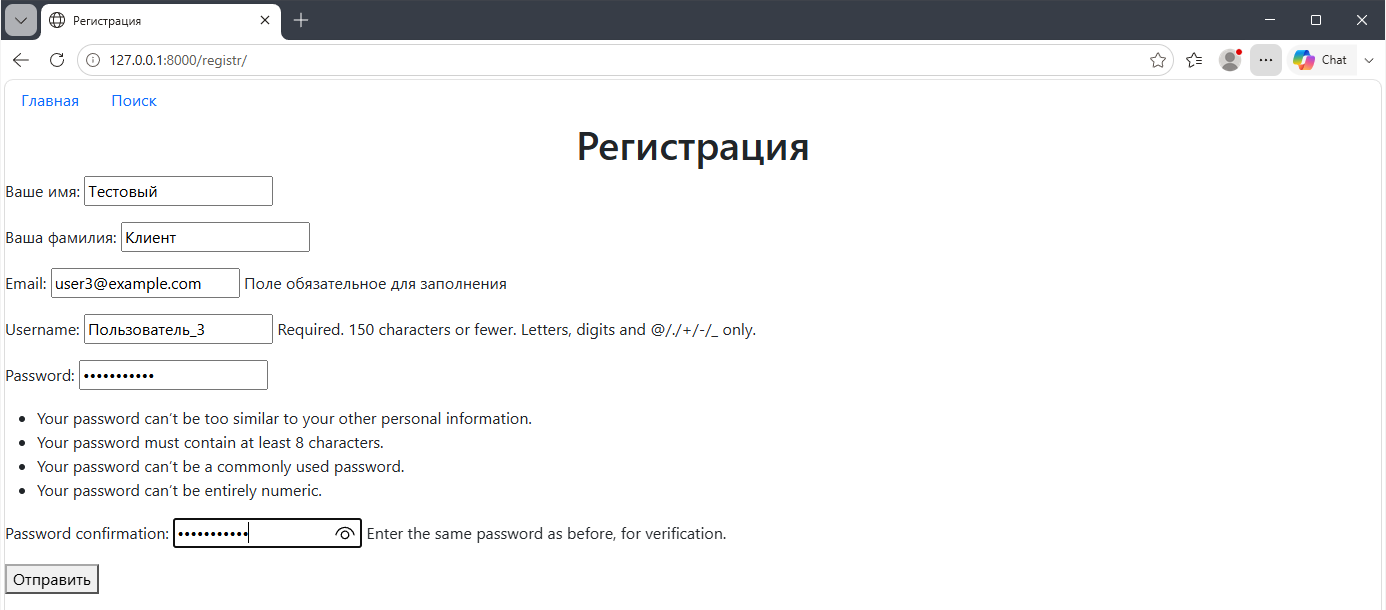 Регистрация
127.0.0.1:8000/registr/
Chat
Главная Поиск
Регистрация
Ваше имя: Тестовый
Ваша фамилия: Клиент
Email: user3@example.com Поле обязательное для заполнения
Username: Пользователь_3 Required. 150 characters or fewer. Letters, digits and @/./+/-/_ only.
Password: •••••••••••
• Your password can’t be too similar to your other personal information.
• Your password must contain at least 8 characters.
• Your password can’t be a commonly used password.
• Your password can’t be entirely numeric.
Password confirmation: ••••••••••• Enter the same password as before, for verification.
Отправить